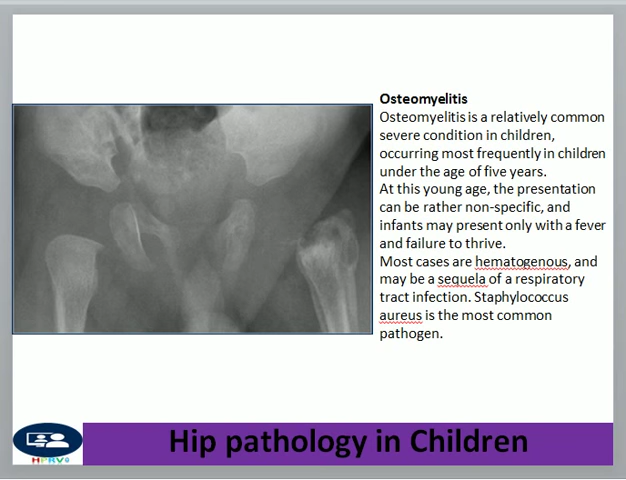 Osteomyelitis
Osteomyelitis is a relatively common
severe condition in children,
occurring most frequently in children
under the age of five years.
At this young age, the presentation
can be rather non-specific, and
infants may present only with a fever
and failure to thrive.
Most cases are hematogenous, and
may be a sequela of a respiratory
tract infection. Staphylococcus
aureus is the most common
pathogen.
Hip pathology in Children